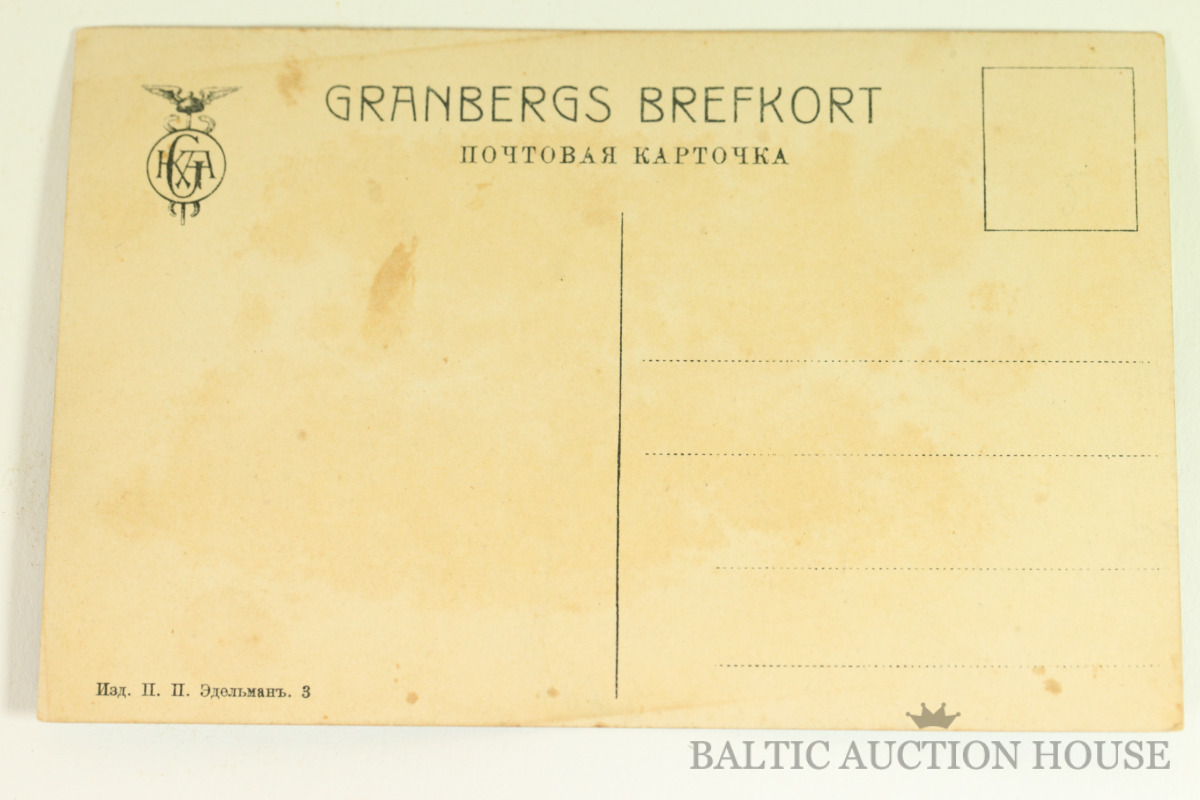 GRANBERGS BREFKORT
ПОЧТОВАЯ КАРТОЧКА
Изд. П. П. Эдельманъ. 3
BALTIC AUCTION HOUSE